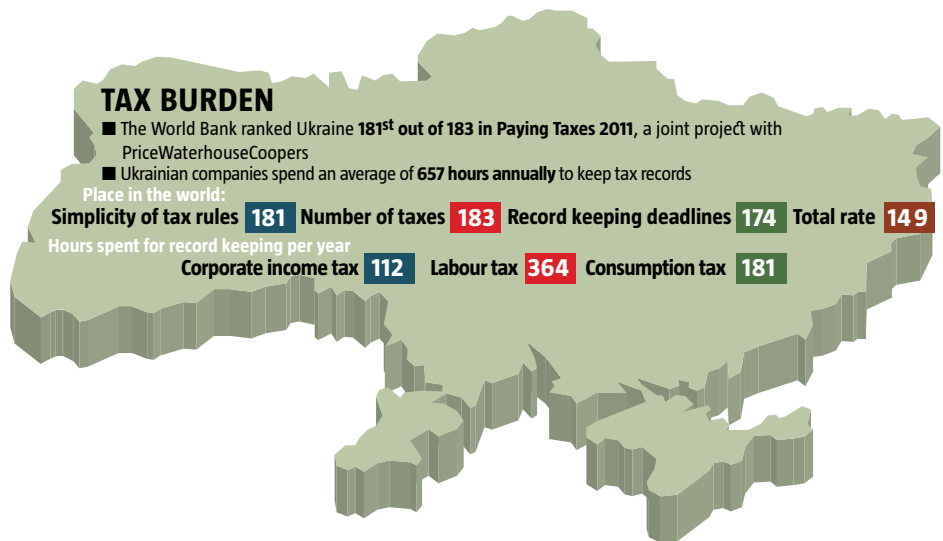 TAX BURDEN
■ The World Bank ranked Ukraine 181st out of 183 in Paying Taxes 2011, a joint project with
PriceWaterhouseCoopers
■ Ukrainian companies spend an average of 657 hours annually to keep tax records
Place in the world:
Simplicity of tax rules 181 Number of taxes 183 Record keeping deadlines 174 Total rate 149
Hours spent for record keeping per year
Corporate income tax 112 Labour tax 364 Consumption tax 181